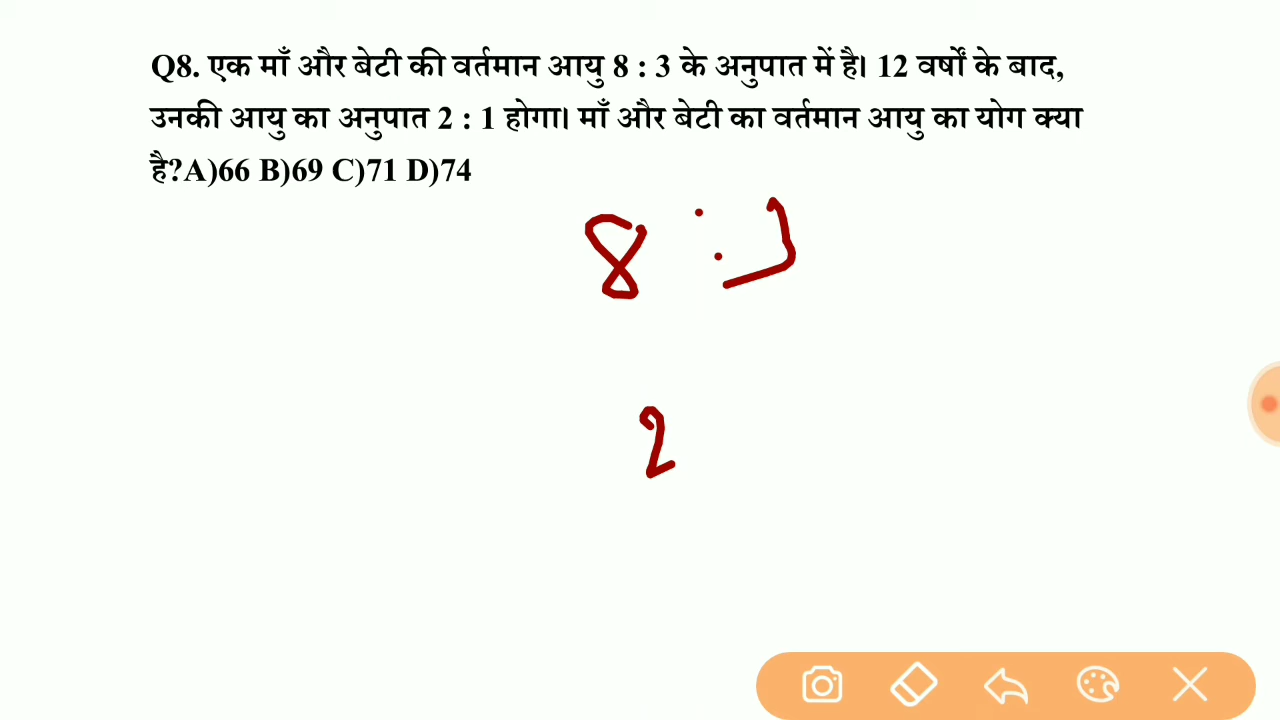 Q8. एक माँ और बेटी की वर्तमान आयु 8 : 3 के अनुपात में है। 12 वर्षों के बाद,
उनकी आयु का अनुपात 2 : 1 होगा। माँ और बेटी का वर्तमान आयु का योग क्या
है?A)66 B)69 C)71 D)74
8 :
2